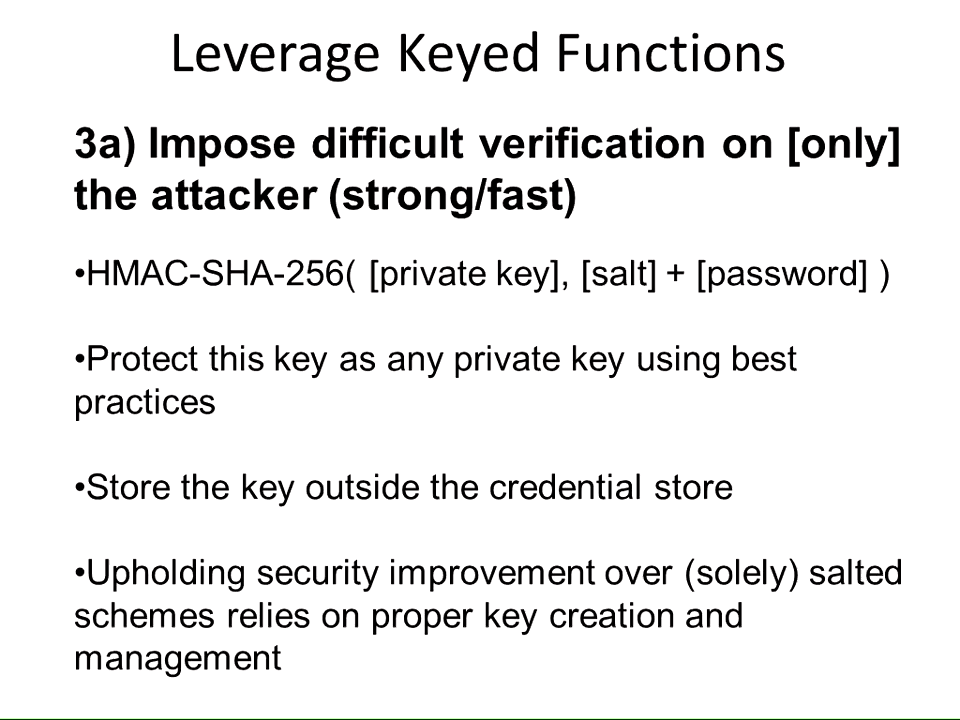 Leverage Keyed Functions
3a) Impose difficult verification on [only]
the attacker (strong/fast)
•HMAC-SHA-256( [private key], [salt] + [password] )
•Protect this key as any private key using best
practices
•Store the key outside the credential store
•Upholding security improvement over (solely) salted
schemes relies on proper key creation and
management